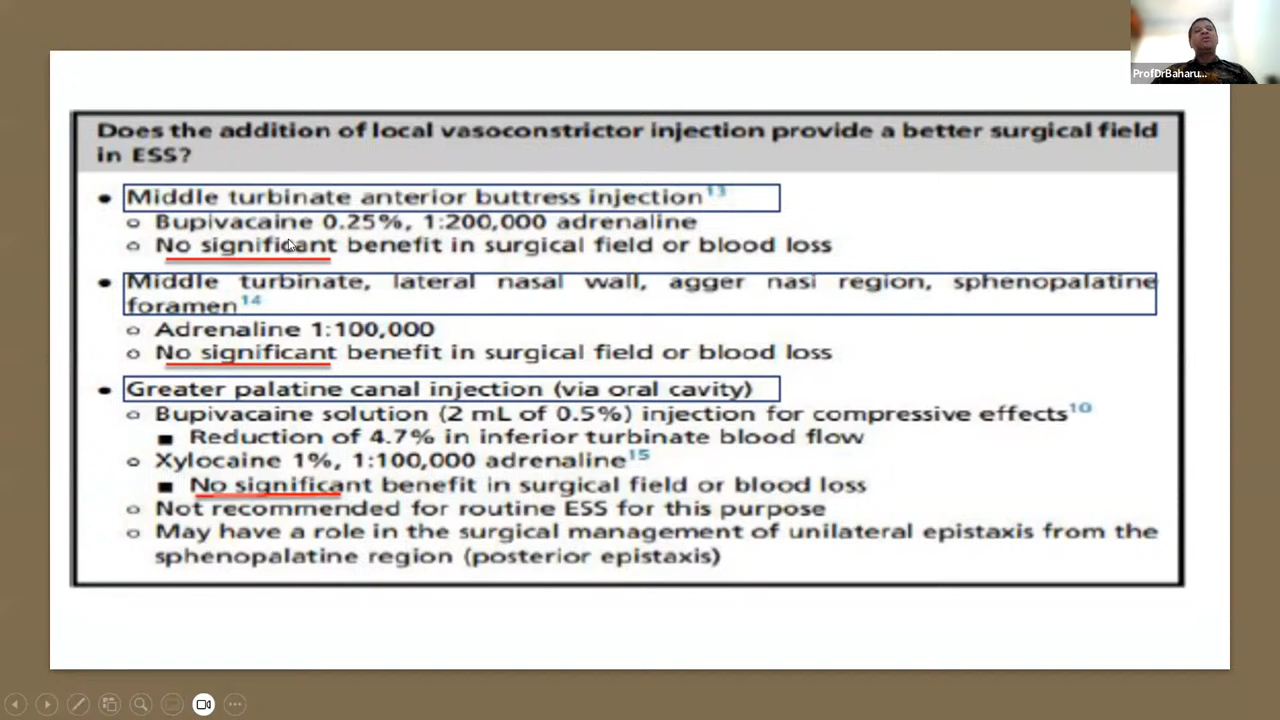 ProfDrBaharu...
Does the addition of local vasoconstrictor injection provide a better surgical field
in ESS?
• Middle turbinate anterior buttress injection13
o Bupivacaine 0.25%, 1:200,000 adrenaline
o No significant benefit in surgical field or blood loss
• Middle turbinate, lateral nasal wall, agger nasi region, sphenopalatine
foramen14
o Adrenaline 1:100,000
o No significant benefit in surgical field or blood loss
• Greater palatine canal injection (via oral cavity)
o Bupivacaine solution (2 mL of 0.5%) injection for compressive effects10
■ Reduction of 4.7% in inferior turbinate blood flow
o Xylocaine 1%, 1:100,000 adrenaline15
■ No significant benefit in surgical field or blood loss
o Not recommended for routine ESS for this purpose
o May have a role in the surgical management of unilateral epistaxis from the
sphenopalatine region (posterior epistaxis)